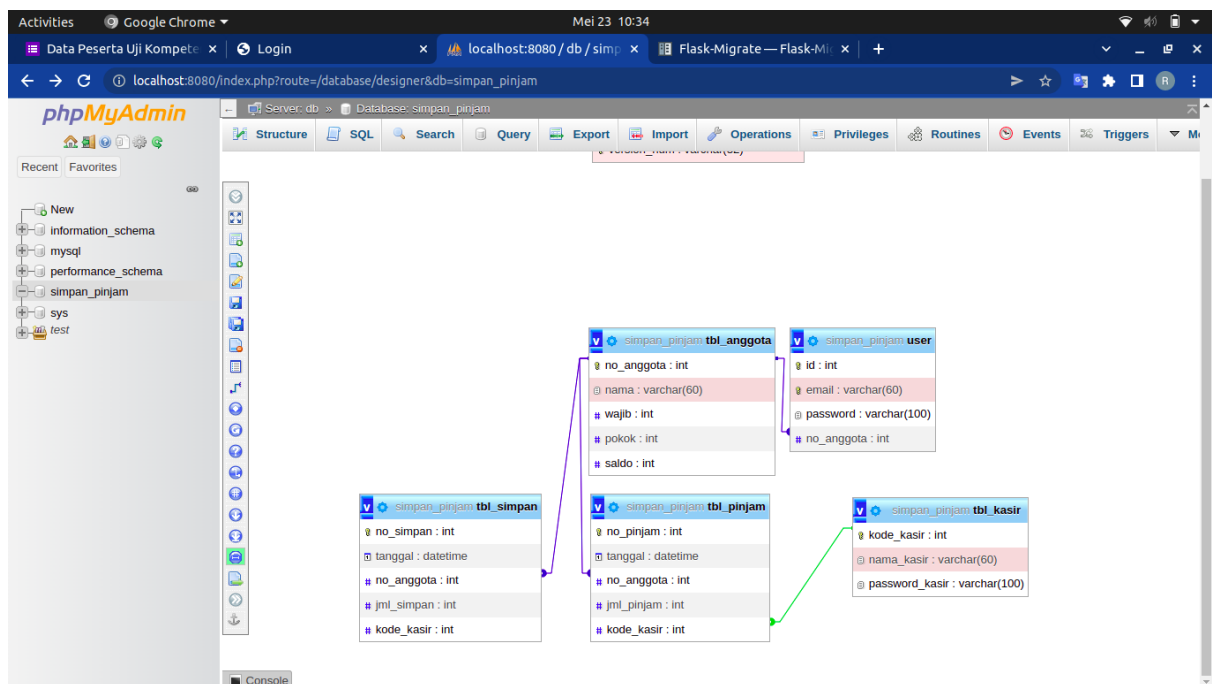 Activities Google Chrome Mei 23 10:34
Data Peserta Uji Kompete Login localhost:8080 / db / simp Flask-Migrate — Flask-Mi
localhost:8080/index.php?route=/database/designer&db=simpan_pinjam R
phpMyAdmin
Recent Favorites
New
information_schema
mysql
performance_schema
simpan_pinjam
sys
test
Server: db » Database: simpan_pinjam
Structure SQL Search Query Export Import Operations Privileges Routines Events Triggers
version_num : varchar(32)
simpan_pinjam tbl_anggota
no_anggota : int
nama : varchar(60)
wajib : int
pokok : int
saldo : int
simpan_pinjam user
id : int
email : varchar(60)
password : varchar(100)
no_anggota : int
simpan_pinjam tbl_simpan
no_simpan : int
tanggal : datetime
no_anggota : int
jml_simpan : int
kode_kasir : int
simpan_pinjam tbl_pinjam
no_pinjam : int
tanggal : datetime
no_anggota : int
jml_pinjam : int
kode_kasir : int
simpan_pinjam tbl_kasir
kode_kasir : int
nama_kasir : varchar(60)
password_kasir : varchar(100)
Console